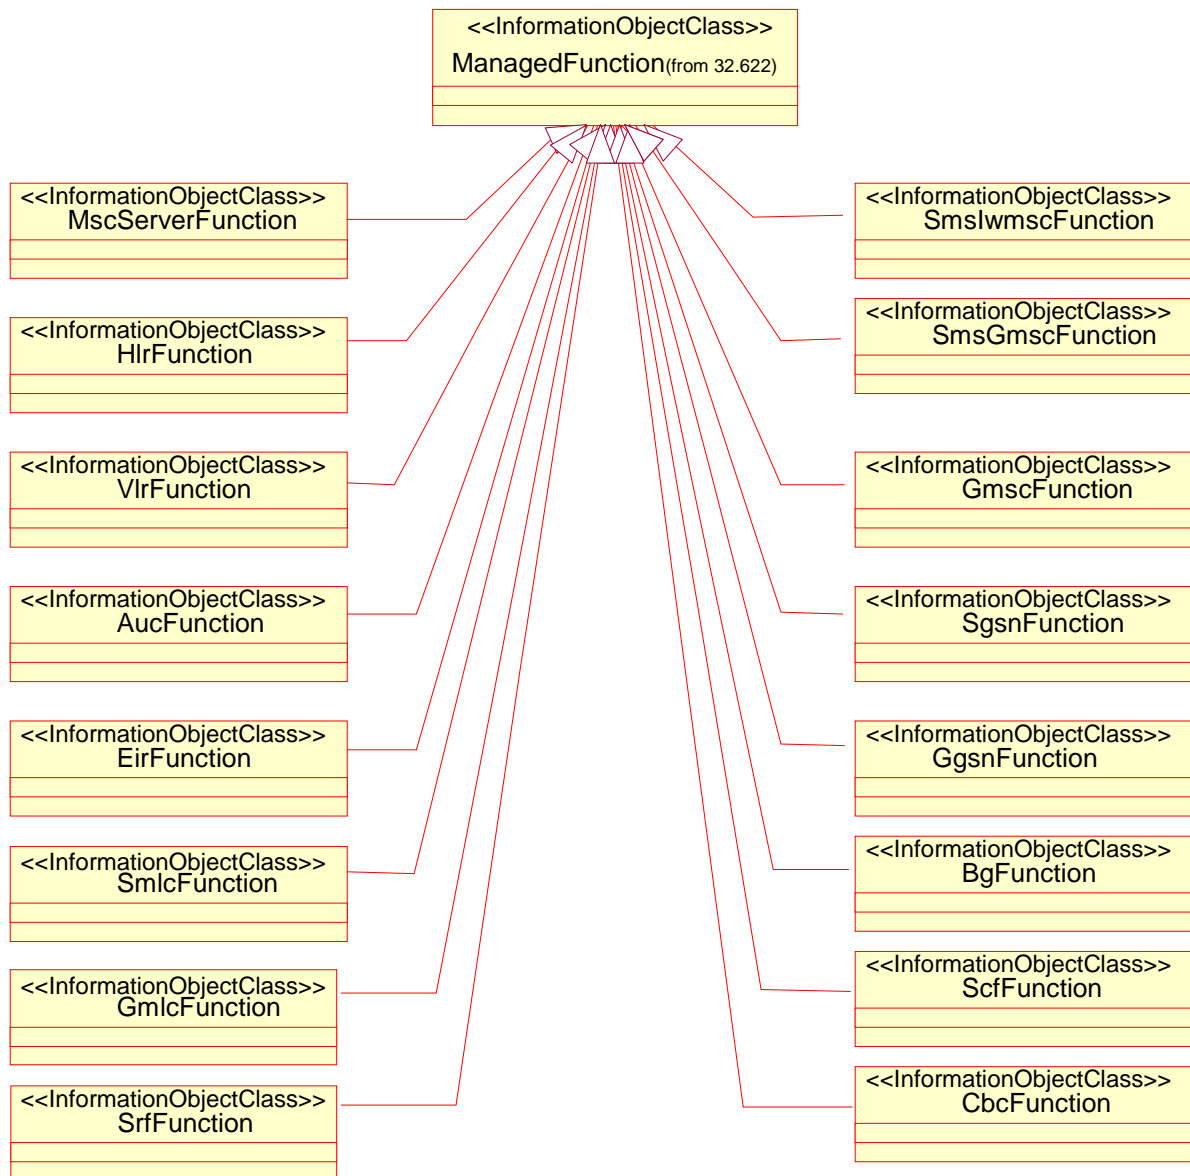 <<InformationObjectClass>>
ManagedFunction(from 32.622)
<<InformationObjectClass>>
MscServerFunction
<<InformationObjectClass>>
HlrFunction
<<InformationObjectClass>>
VlrFunction
<<InformationObjectClass>>
AucFunction
<<InformationObjectClass>>
EirFunction
<<InformationObjectClass>>
SmlcFunction
<<InformationObjectClass>>
GmlcFunction
<<InformationObjectClass>>
SrfFunction
<<InformationObjectClass>>
SmsIwmscFunction
<<InformationObjectClass>>
SmsGmscFunction
<<InformationObjectClass>>
GmscFunction
<<InformationObjectClass>>
SgsnFunction
<<InformationObjectClass>>
GgsnFunction
<<InformationObjectClass>>
BgFunction
<<InformationObjectClass>>
ScfFunction
<<InformationObjectClass>>
CbcFunction